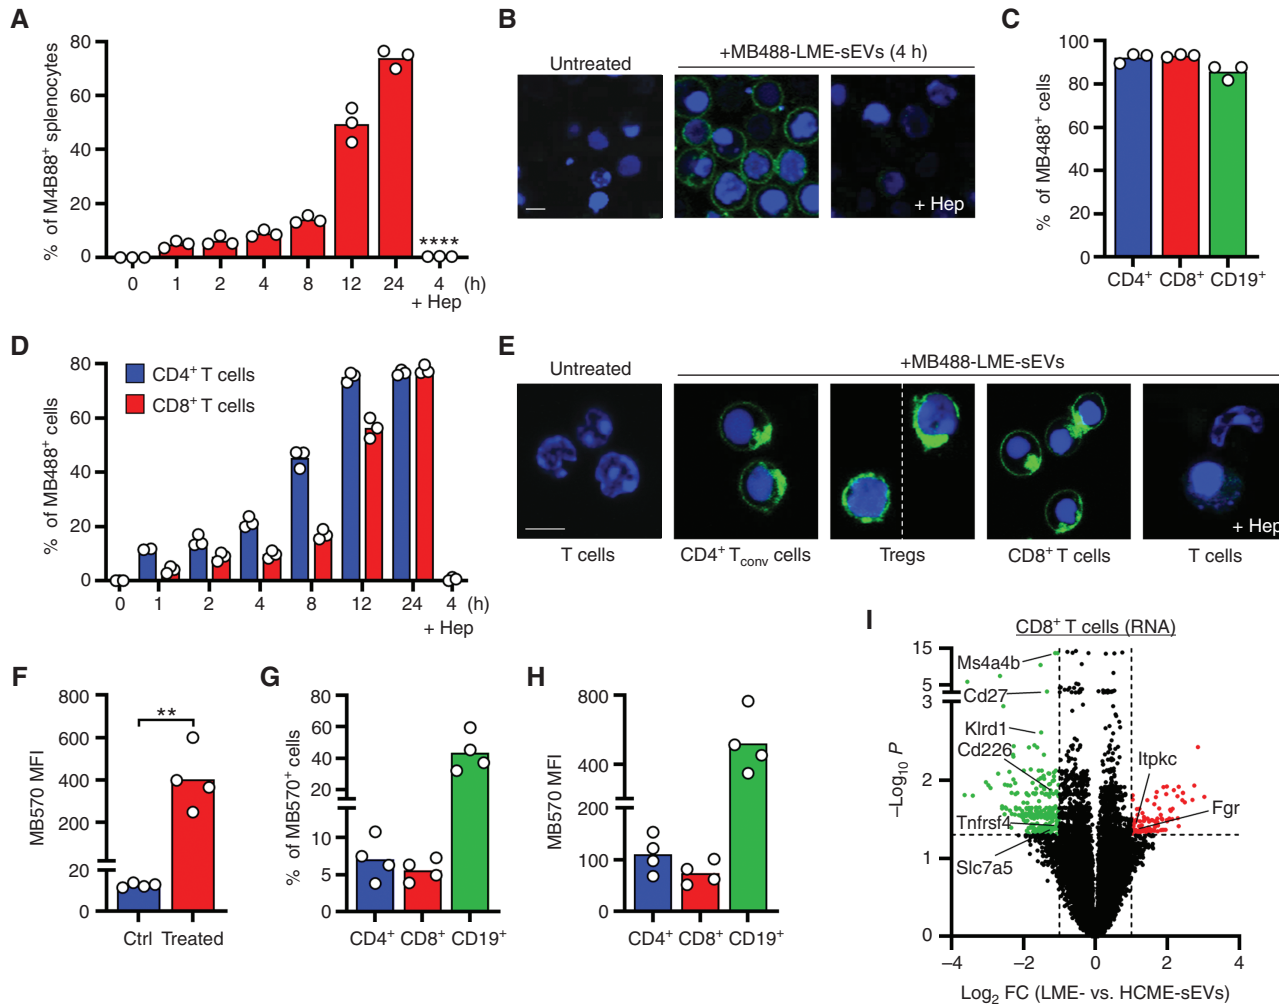 A
% of M4B88+ splenocytes
80
60
40
20
0
****
0 1 2 4 8 12 24 4 (h)
+ Hep
B
Untreated
+MB488-LME-sEVs (4 h)
+ Hep
C
% of MB488+ cells
100
80
60
40
20
0
CD4+ CD8+ CD19+
D
% of MB488+ cells
80
60
40
20
0
CD4+ T cells
CD8+ T cells
0 1 2 4 8 12 24 4 (h)
+ Hep
E
Untreated
+MB488-LME-sEVs
+ Hep
T cells
CD4+ Tconv cells
Tregs
CD8+ T cells
T cells
F
MB570 MFI
800
600
400
200
20
0
**
Ctrl Treated
G
% of MB570+ cells
80
60
40
20
10
5
0
CD4+ CD8+ CD19+
H
MB570 MFI
800
400
200
100
0
CD4+ CD8+ CD19+
I
CD8+ T cells (RNA)
–Log10 P
15
5
3
2
1
0
Ms4a4b
Cd27
Klrd1
Cd226
Tnfrsf4
Slc7a5
Itpkc
Fgr
–4 –2 0 2 4
Log2 FC (LME- vs. HCME-sEVs)